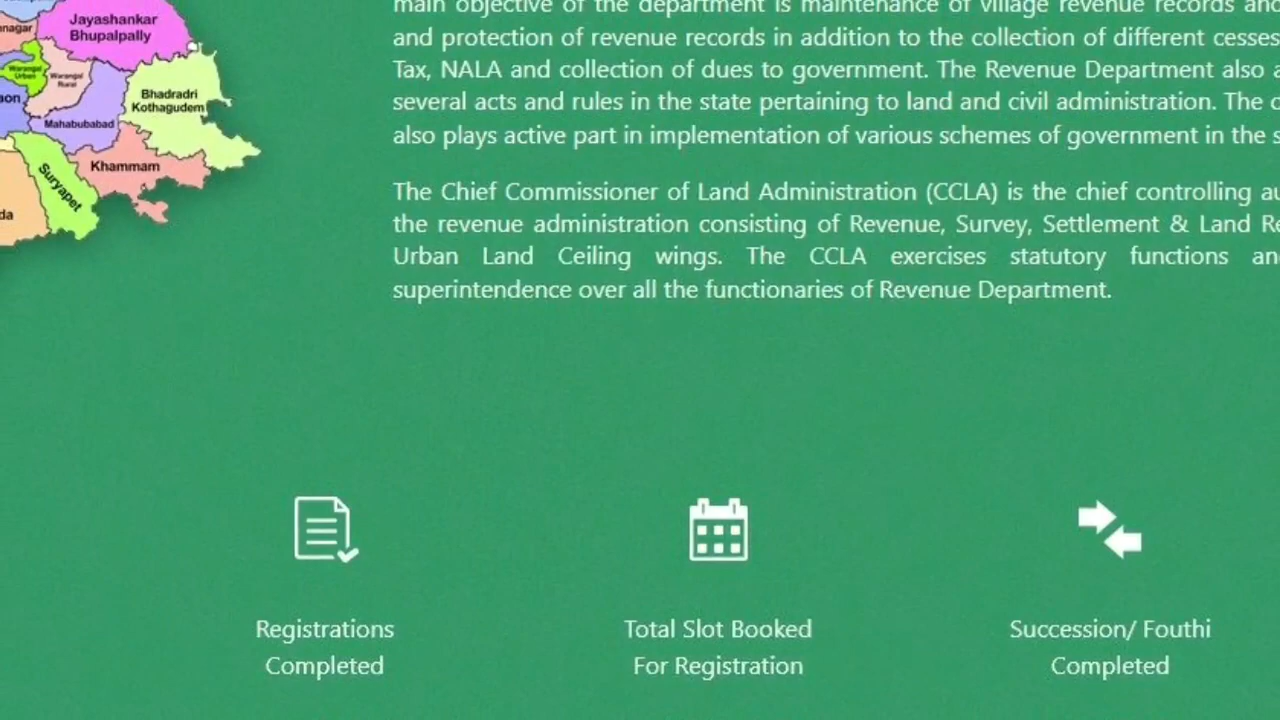 Jayashankar
Bhupalpally
Warangal
Urban
Warangal
Rural
Bhadradri
Kothagudem
Mahabubabad
Khammam
Suryapet
main objective of the department is maintenance of village revenue records
and protection of revenue records in addition to the collection of different cesses
Tax, NALA and collection of dues to government. The Revenue Department also
several acts and rules in the state pertaining to land and civil administration. The
also plays active part in implementation of various schemes of government in the
The Chief Commissioner of Land Administration (CCLA) is the chief controlling
the revenue administration consisting of Revenue, Survey, Settlement & Land
Urban Land Ceiling wings. The CCLA exercises statutory functions
superintendence over all the functionaries of Revenue Department.
Registrations
Completed
Total Slot Booked
For Registration
Succession/ Fouthi
Completed